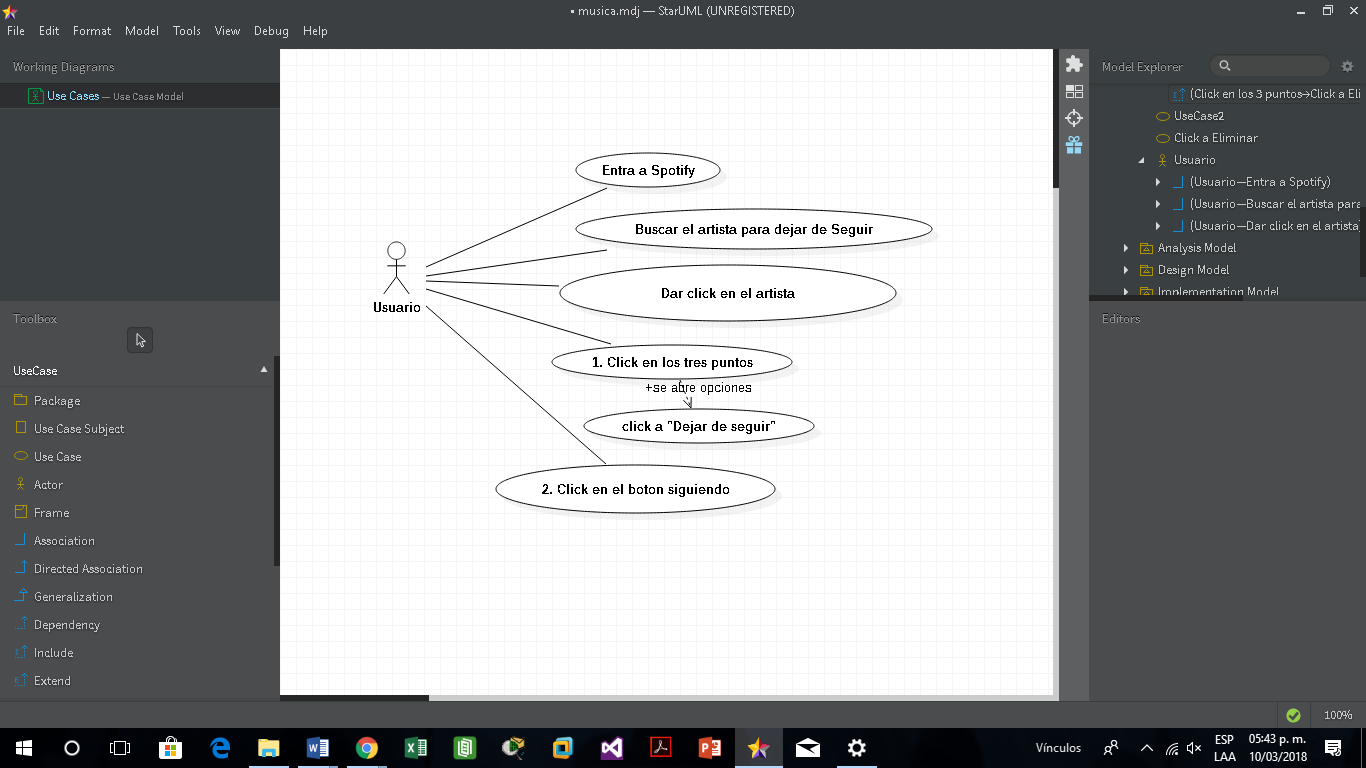 • musica.mdj — StarUML (UNREGISTERED)
File Edit Format Model Tools View Debug Help
Working Diagrams
Use Cases — Use Case Model
Toolbox
UseCase
Package
Use Case Subject
Use Case
Actor
Frame
Association
Directed Association
Generalization
Dependency
Include
Extend
Entra a Spotify
Buscar el artista para dejar de Seguir
Dar click en el artista
Usuario
1. Click en los tres puntos
+se abre opciones
click a "Dejar de seguir"
2. Click en el boton siguiendo
Model Explorer
(Click en los 3 puntos→Click a Eli
UseCase2
Click a Eliminar
Usuario
(Usuario—Entra a Spotify)
(Usuario—Buscar el artista para
(Usuario—Dar click en el artista
Analysis Model
Design Model
Implementation Model
Editors
100%
Vínculos
ESP
LAA
05:43 p. m.
10/03/2018